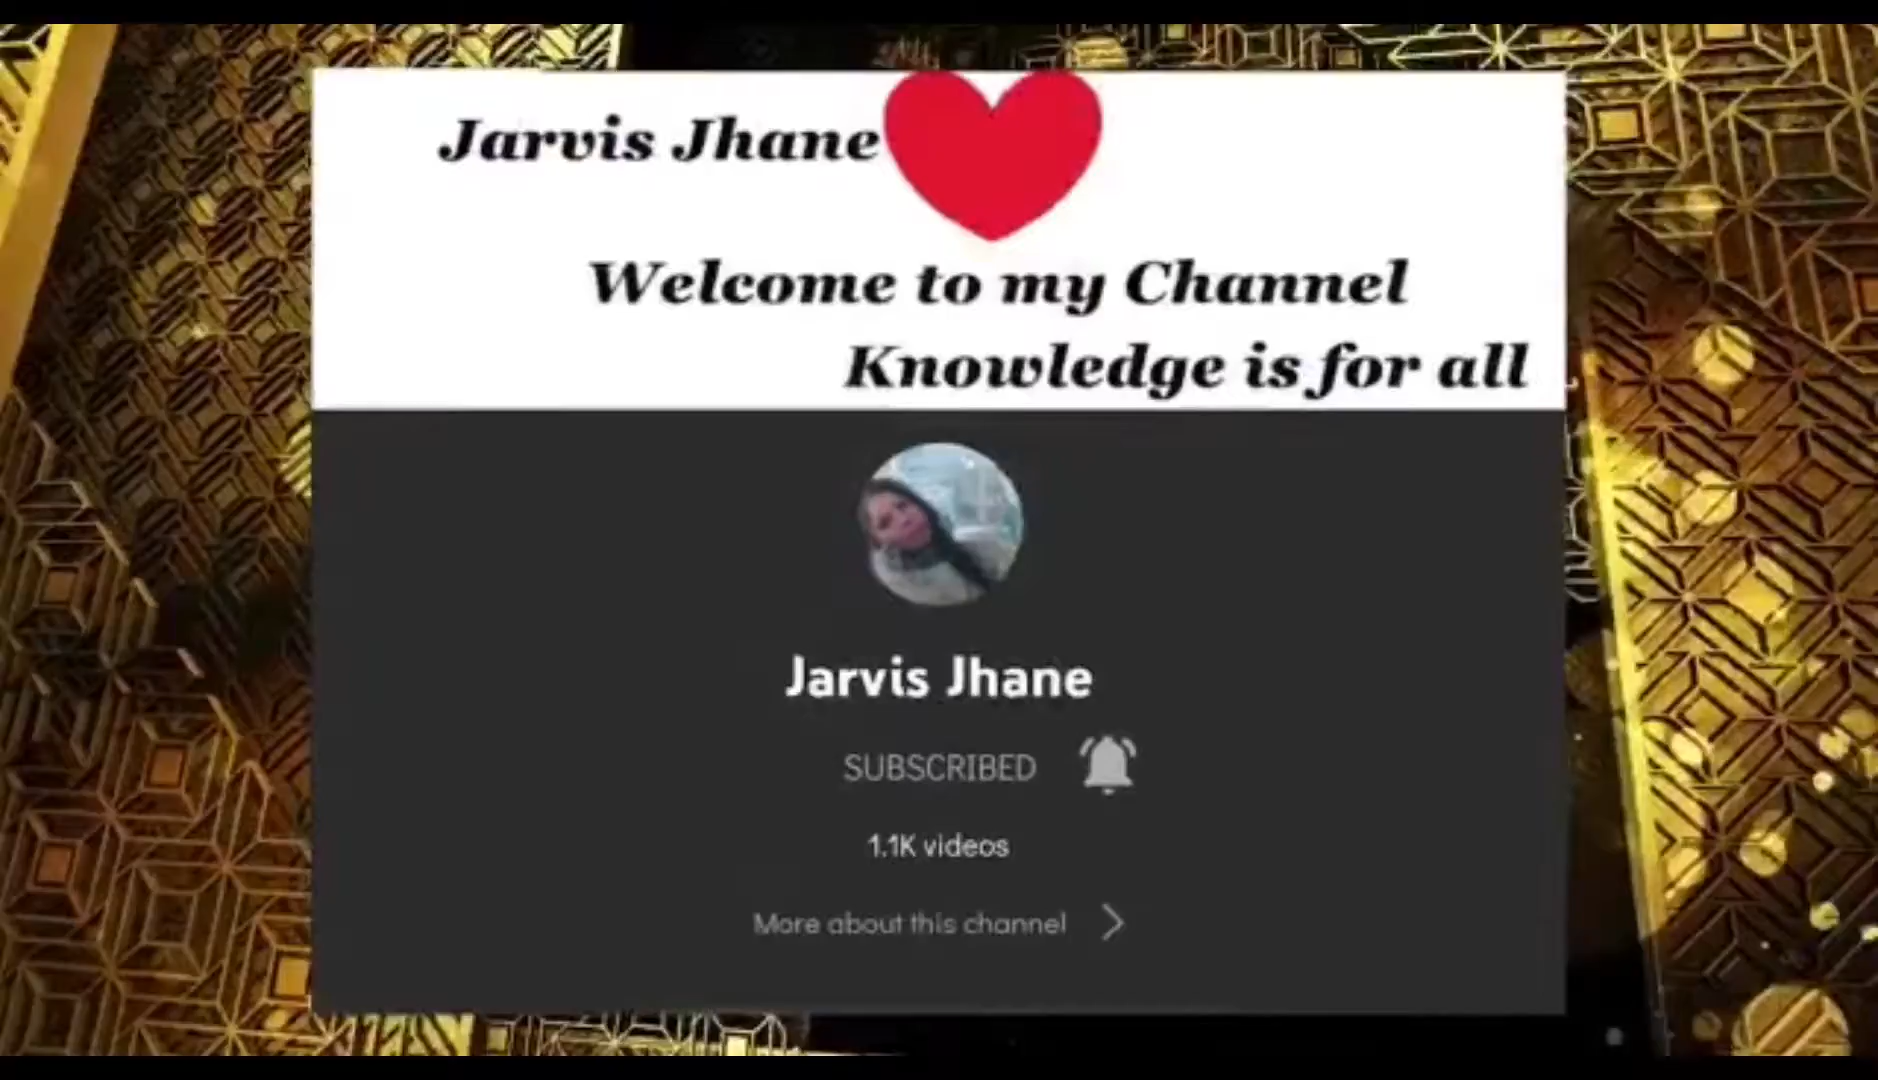 Jarvis Jhane
Welcome to my Channel
Knowledge is for all
Jarvis Jhane
SUBSCRIBED
1.1K videos
More about this channel